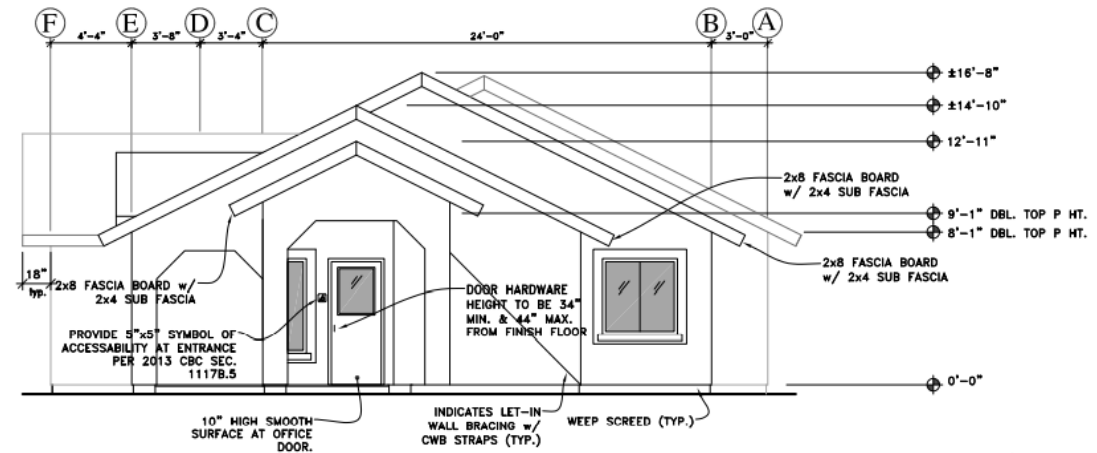 F E D C B A
4'-4" 3'-8" 3'-4" 24'-0" 3'-0"
±16'-8"
±14'-10"
12'-11"
2x8 FASCIA BOARD
w/ 2x4 SUB FASCIA
9'-1" DBL. TOP P HT.
8'-1" DBL. TOP P HT.
2x8 FASCIA BOARD
w/ 2x4 SUB FASCIA
18"
typ.
2x8 FASCIA BOARD w/
2x4 SUB FASCIA
DOOR HARDWARE
HEIGHT TO BE 34"
MIN. & 44" MAX.
FROM FINISH FLOOR
PROVIDE 5"x5" SYMBOL OF
ACCESSABILITY AT ENTRANCE
PER 2013 CBC SEC.
1117B.5
0'-0"
10" HIGH SMOOTH
SURFACE AT OFFICE
DOOR.
INDICATES LET-IN
WALL BRACING w/
CWB STRAPS (TYP.)
WEEP SCREED (TYP.)